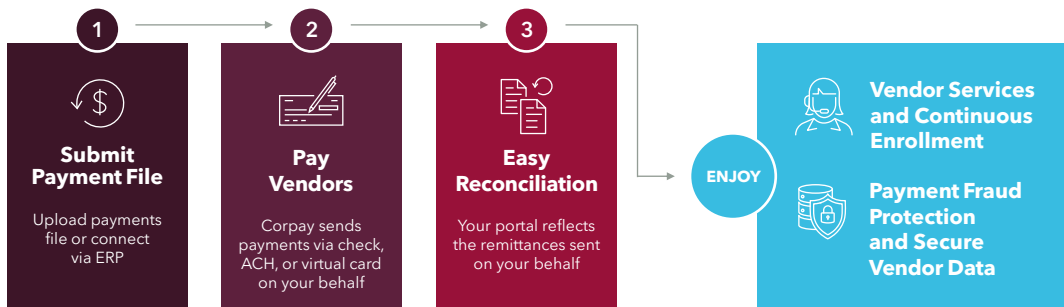 1
Submit
Payment File
Upload payments
file or connect
via ERP
2
Pay
Vendors
Corpay sends
payments via check,
ACH, or virtual card
on your behalf
3
Easy
Reconciliation
Your portal reflects
the remittances sent
on your behalf
ENJOY
Vendor Services
and Continuous
Enrollment
Payment Fraud
Protection
and Secure
Vendor Data